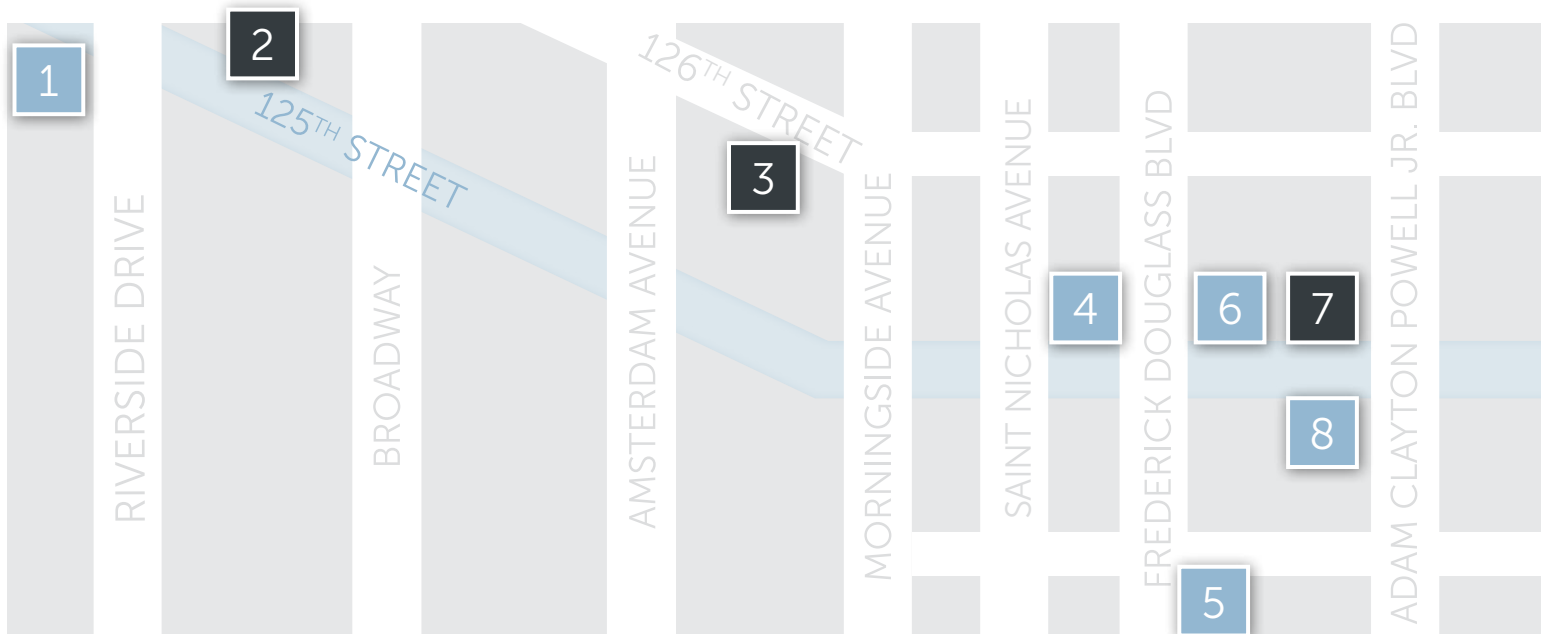 1
2
125TH STREET
126TH STREET
3
RIVERSIDE DRIVE
BROADWAY
AMSTERDAM AVENUE
MORNINGSIDE AVENUE
SAINT NICHOLAS AVENUE
FREDERICK DOUGLASS BLVD
ADAM CLAYTON POWELL JR. BLVD
4
6
7
8
5